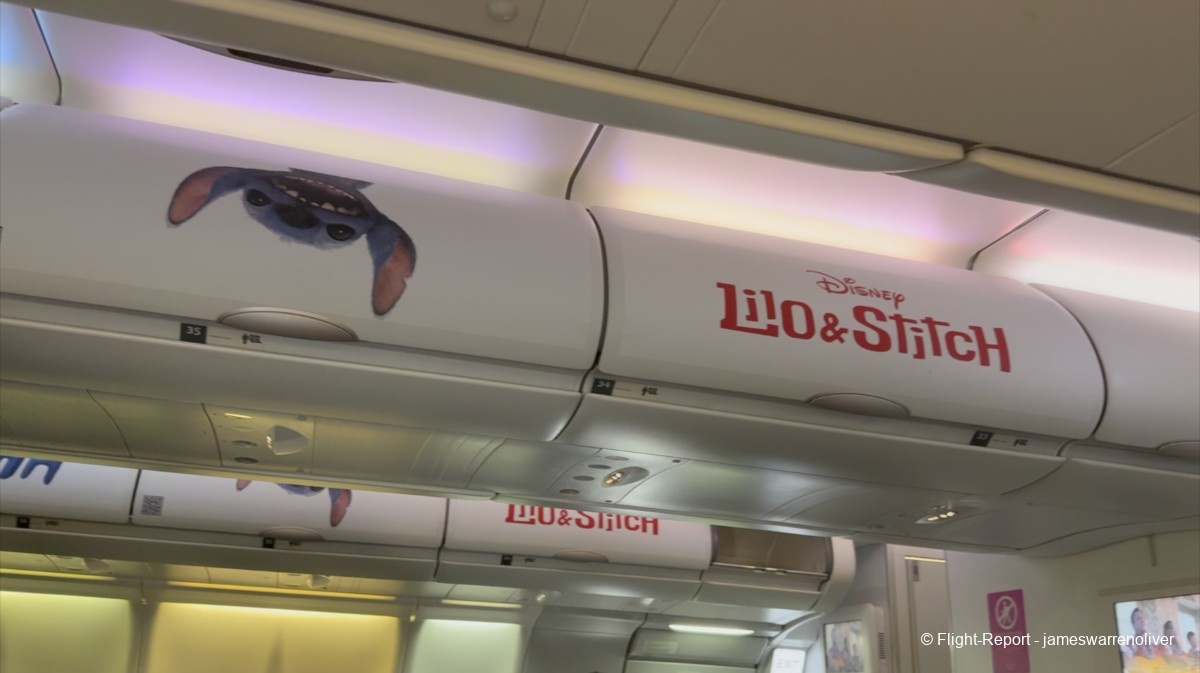 DISNEY
LiLO & STiTCH
35
34
33
LiLO & STiTCH
EXIT
© Flight-Report - jameswarrenoliver